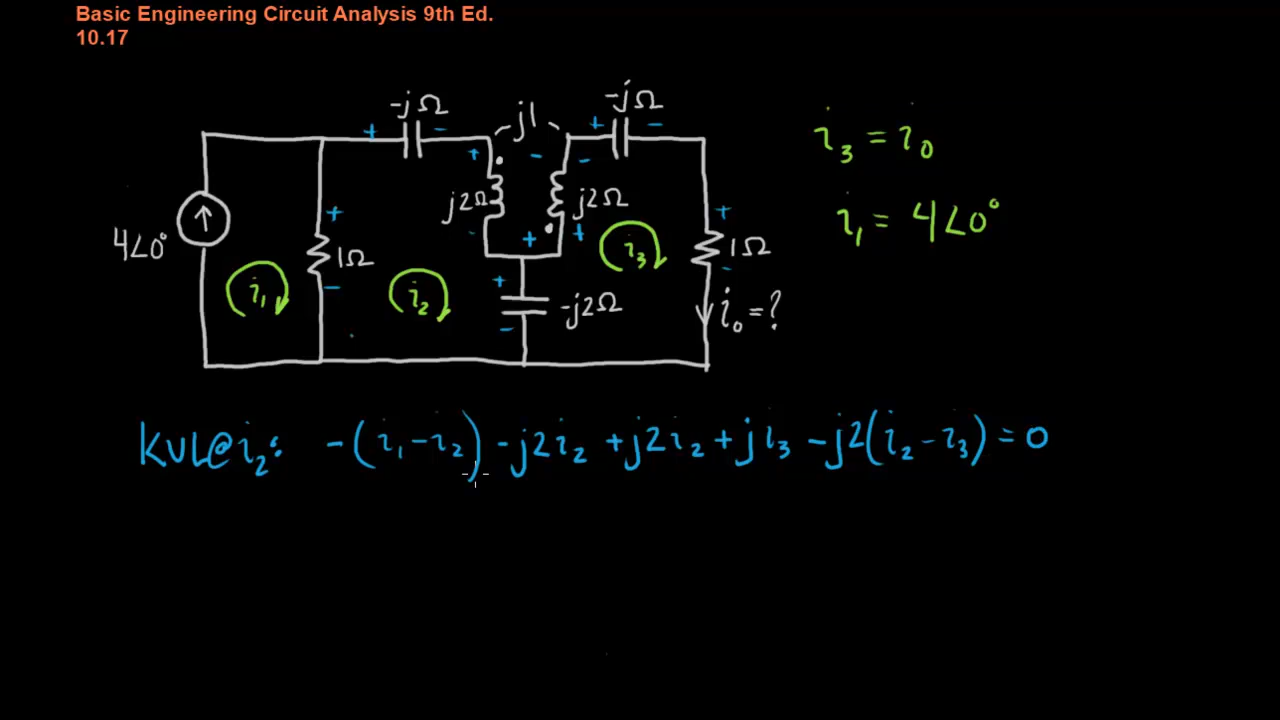 Basic Engineering Circuit Analysis 9th Ed.
10.17
-jΩ
j1
-jΩ
i₃ = i₀
j2Ω
j2Ω
i₁ = 4∠0°
4∠0°
1Ω
i₁
i₂
i₃
1Ω
-j2Ω
i₀ = ?
KVL@i₂: -(i₁ - i₂) - j2i₂ + j2i₂ + ji₃ - j2(i₂ - i₃) = 0